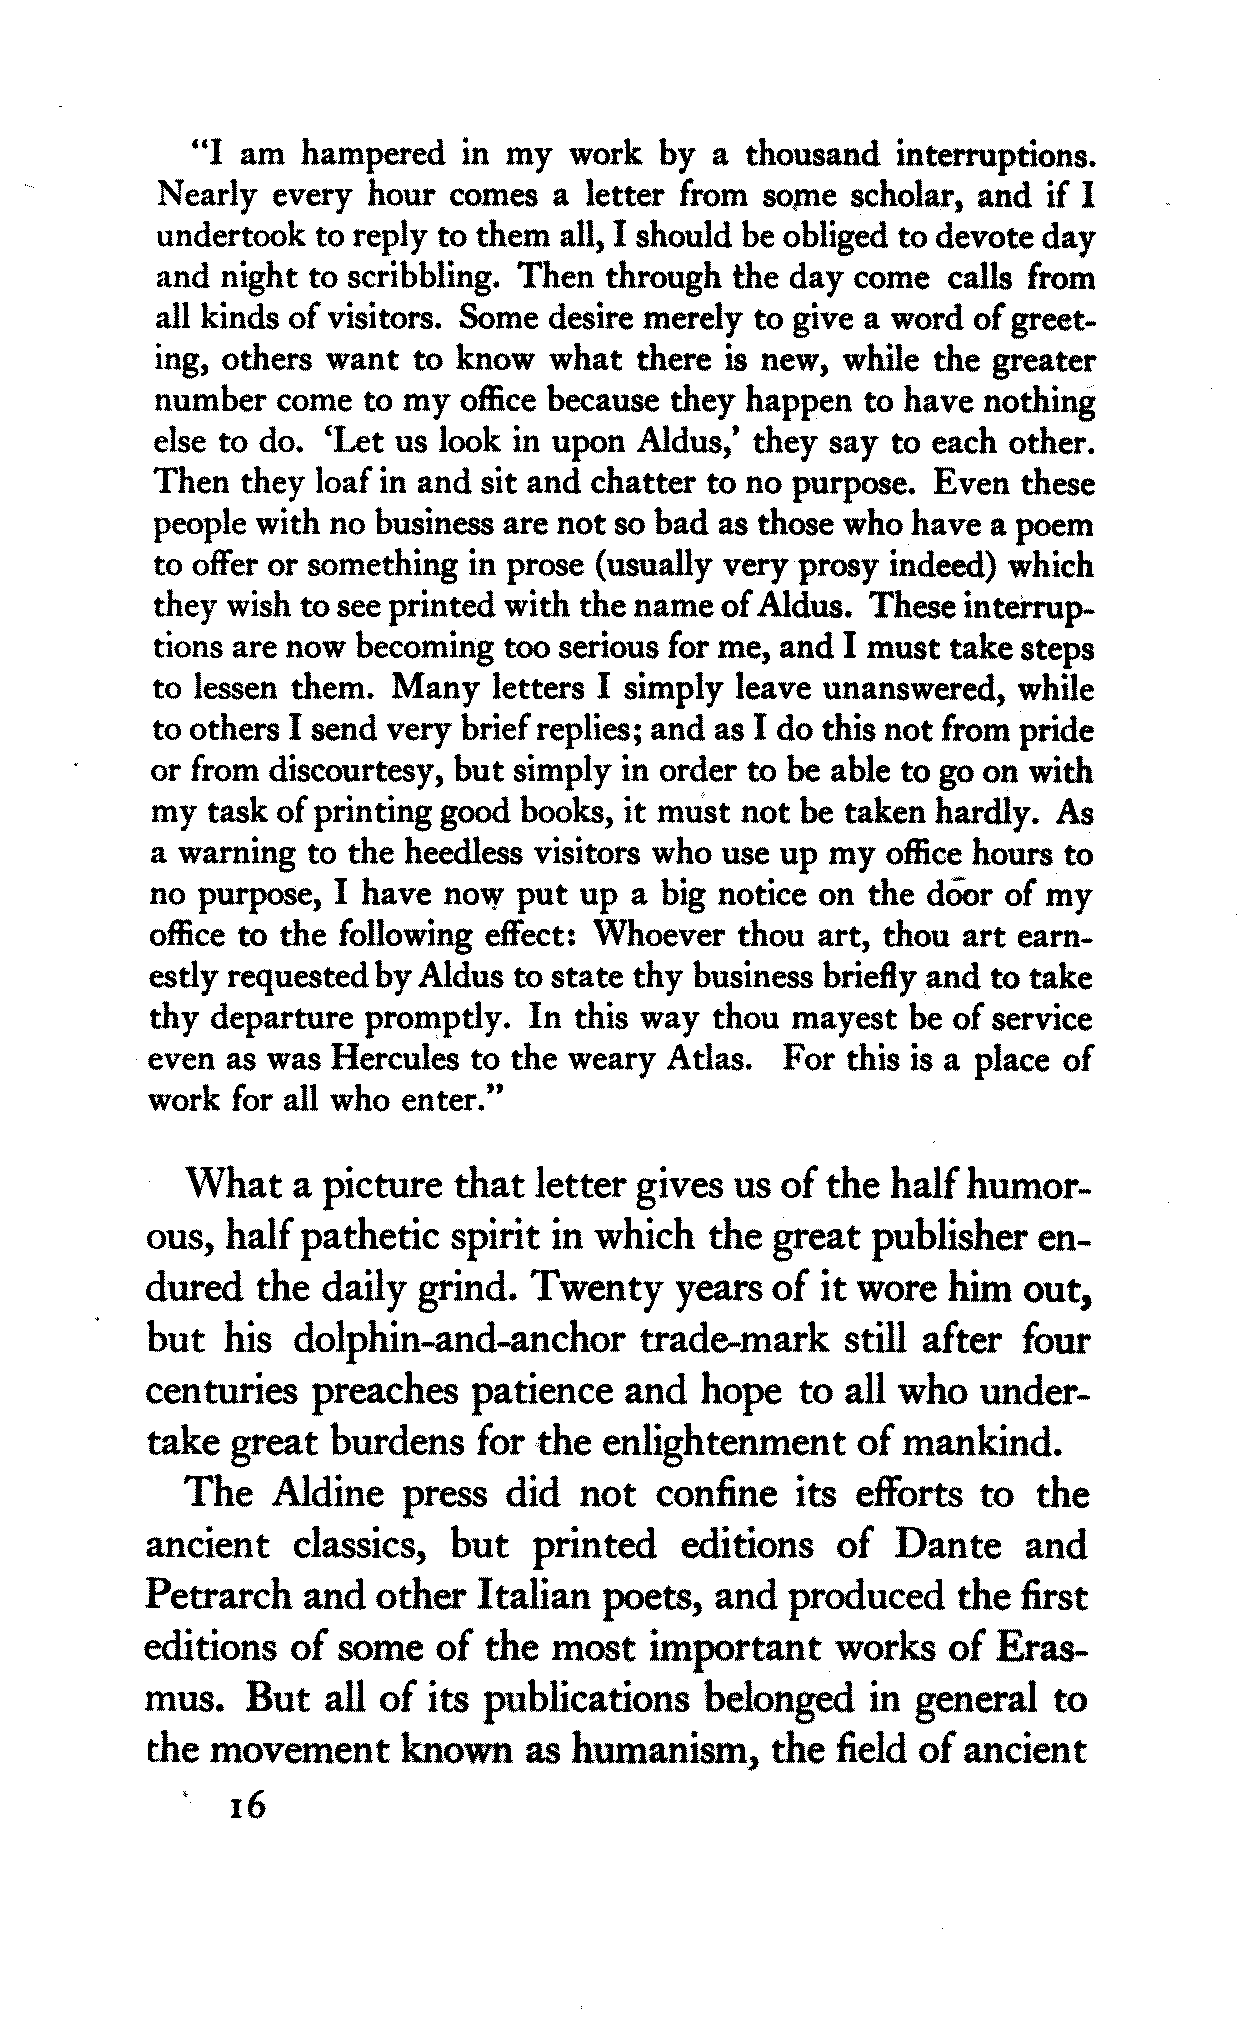 “I am hampered in my work by a thousand interruptions.
Nearly every hour comes a letter from some scholar, and if I
undertook to reply to them all, I should be obliged to devote day
and night to scribbling. Then through the day come calls from
all kinds of visitors. Some desire merely to give a word of greet-
ing, others want to know what there is new, while the greater
number come to my office because they happen to have nothing
else to do. ‘Let us look in upon Aldus,’ they say to each other.
Then they loaf in and sit and chatter to no purpose. Even these
people with no business are not so bad as those who have a poem
to offer or something in prose (usually very prosy indeed) which
they wish to see printed with the name of Aldus. These interrup-
tions are now becoming too serious for me, and I must take steps
to lessen them. Many letters I simply leave unanswered, while
to others I send very brief replies; and as I do this not from pride
or from discourtesy, but simply in order to be able to go on with
my task of printing good books, it must not be taken hardly. As
a warning to the heedless visitors who use up my office hours to
no purpose, I have now put up a big notice on the door of my
office to the following effect: Whoever thou art, thou art earn-
estly requested by Aldus to state thy business briefly and to take
thy departure promptly. In this way thou mayest be of service
even as was Hercules to the weary Atlas. For this is a place of
work for all who enter.”
What a picture that letter gives us of the half humor-
ous, half pathetic spirit in which the great publisher en-
dured the daily grind. Twenty years of it wore him out,
but his dolphin-and-anchor trade-mark still after four
centuries preaches patience and hope to all who under-
take great burdens for the enlightenment of mankind.
The Aldine press did not confine its efforts to the
ancient classics, but printed editions of Dante and
Petrarch and other Italian poets, and produced the first
editions of some of the most important works of Eras-
mus. But all of its publications belonged in general to
the movement known as humanism, the field of ancient
16